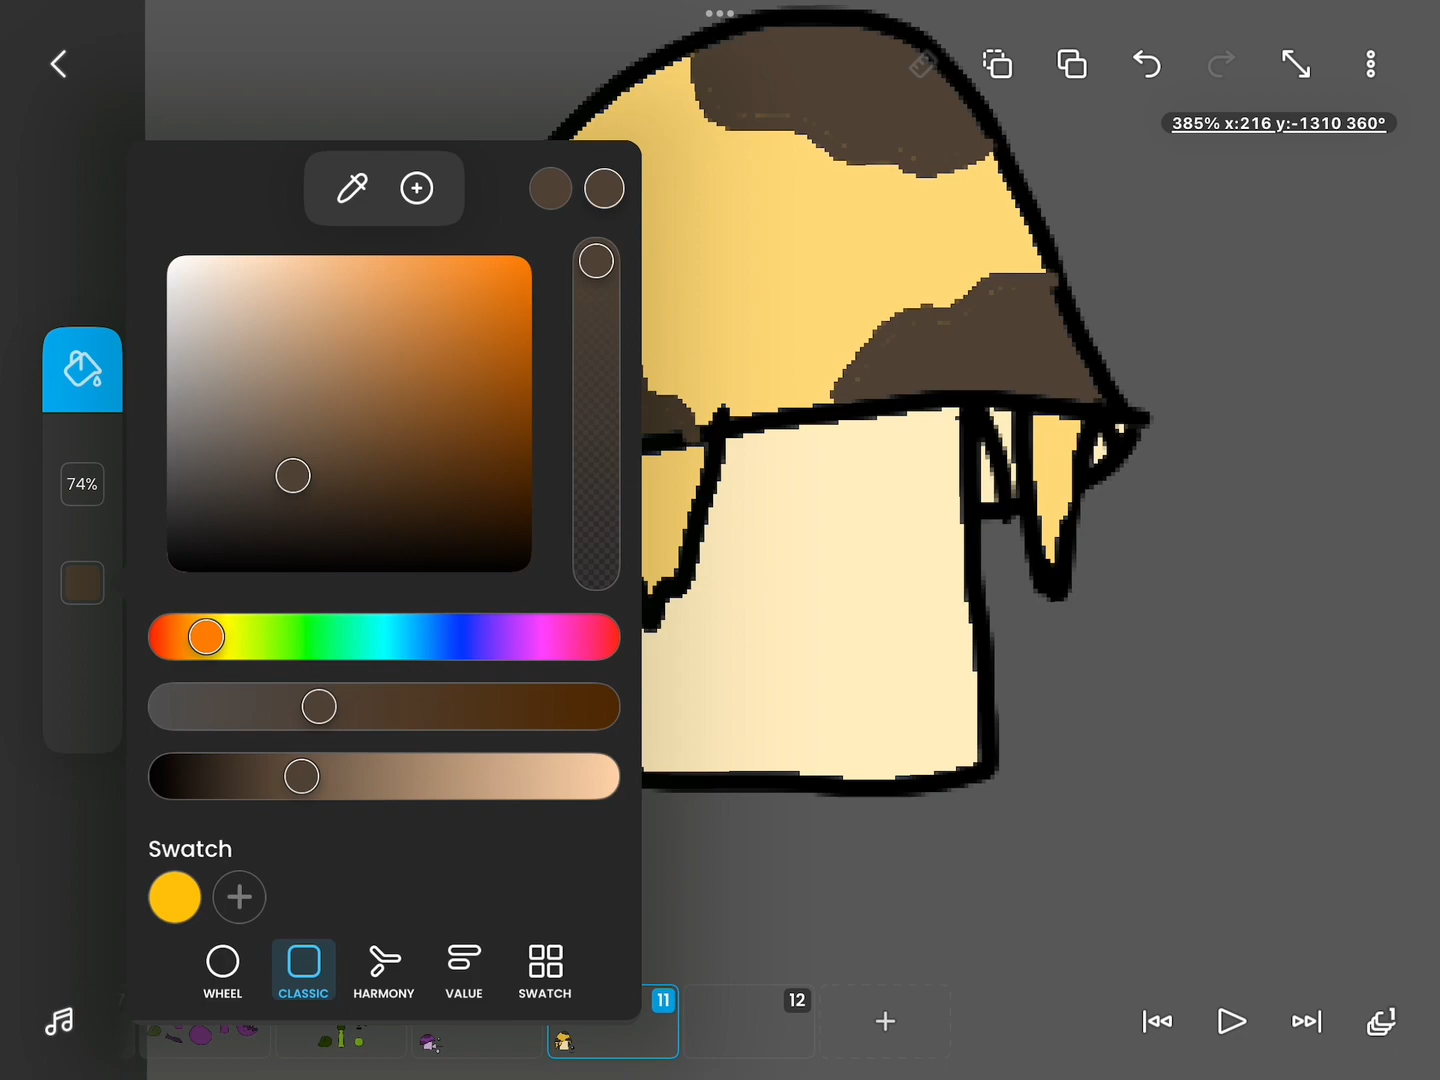 385% x:216 y:-1310 360°
74%
Swatch
WHEEL
CLASSIC
HARMONY
VALUE
SWATCH
11
12